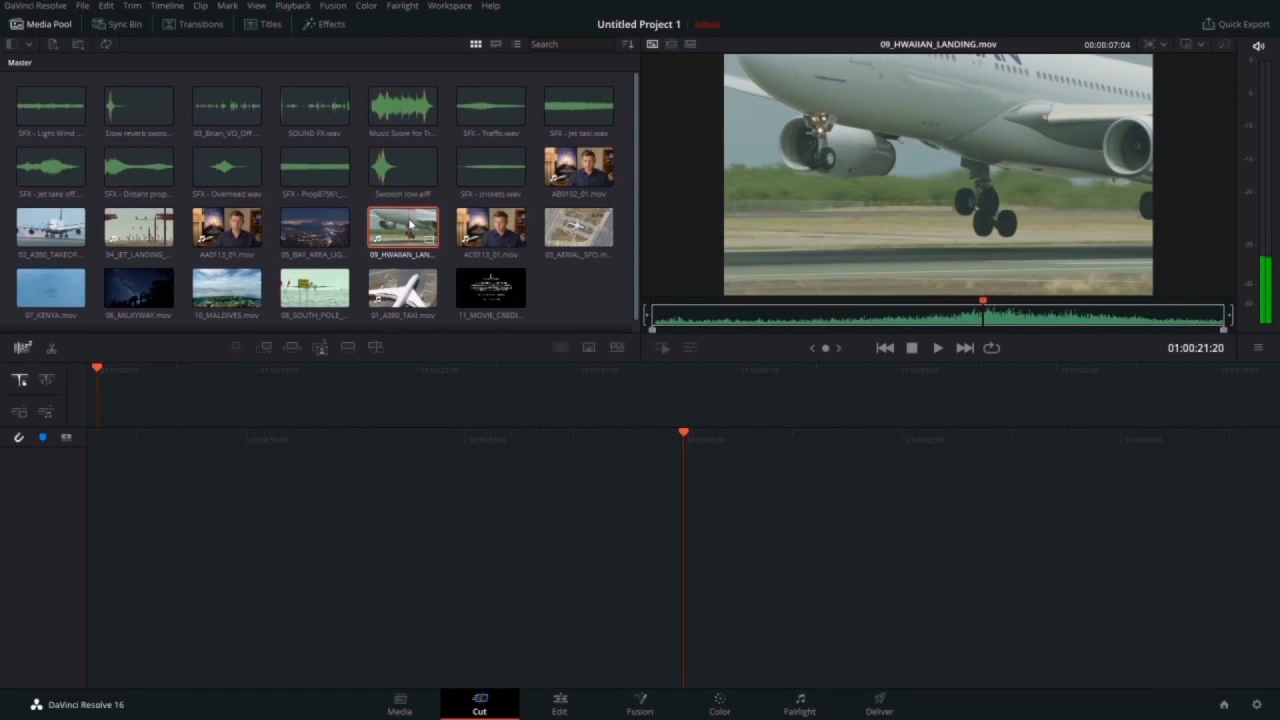 DaVinci Resolve File Edit Trim Timeline Clip Mark View Playback Fusion Color Fairlight Workspace Help
Media Pool Sync Bin Transitions Titles Effects Untitled Project 1 Edited Quick Export
Search 09_HWAIIAN_LANDING.mov 00:00:07:04
Master
SFX - Light Wind ... Slow reverb swoo... 03_Brian_VO_Off... SOUND FX.wav Music Score for Tr... SFX - Traffic.wav SFX - jet taxi.wav
SFX - Jet take off... SFX - Distant prop... SFX - Overhead.wav SFX - Prop87561_... Swoosh low.aiff SFX - crickets.wav AB0102_01.mov
02_A380_TAKEOF... 04_JET_LANDING_... AA0113_01.mov 05_BAY_AREA_LIG... 09_HWAIIAN_LAN... AC0113_01.mov 03_AERIAL_SFO.m...
07_KENYA.mov 06_MILKYWAY.mov 10_MALDIVES.mov 08_SOUTH_POLE_... 01_A380_TAXI.mov 11_MOVIE_CREDI...
01:00:21:20
DaVinci Resolve 16 Media Cut Edit Fusion Color Fairlight Deliver